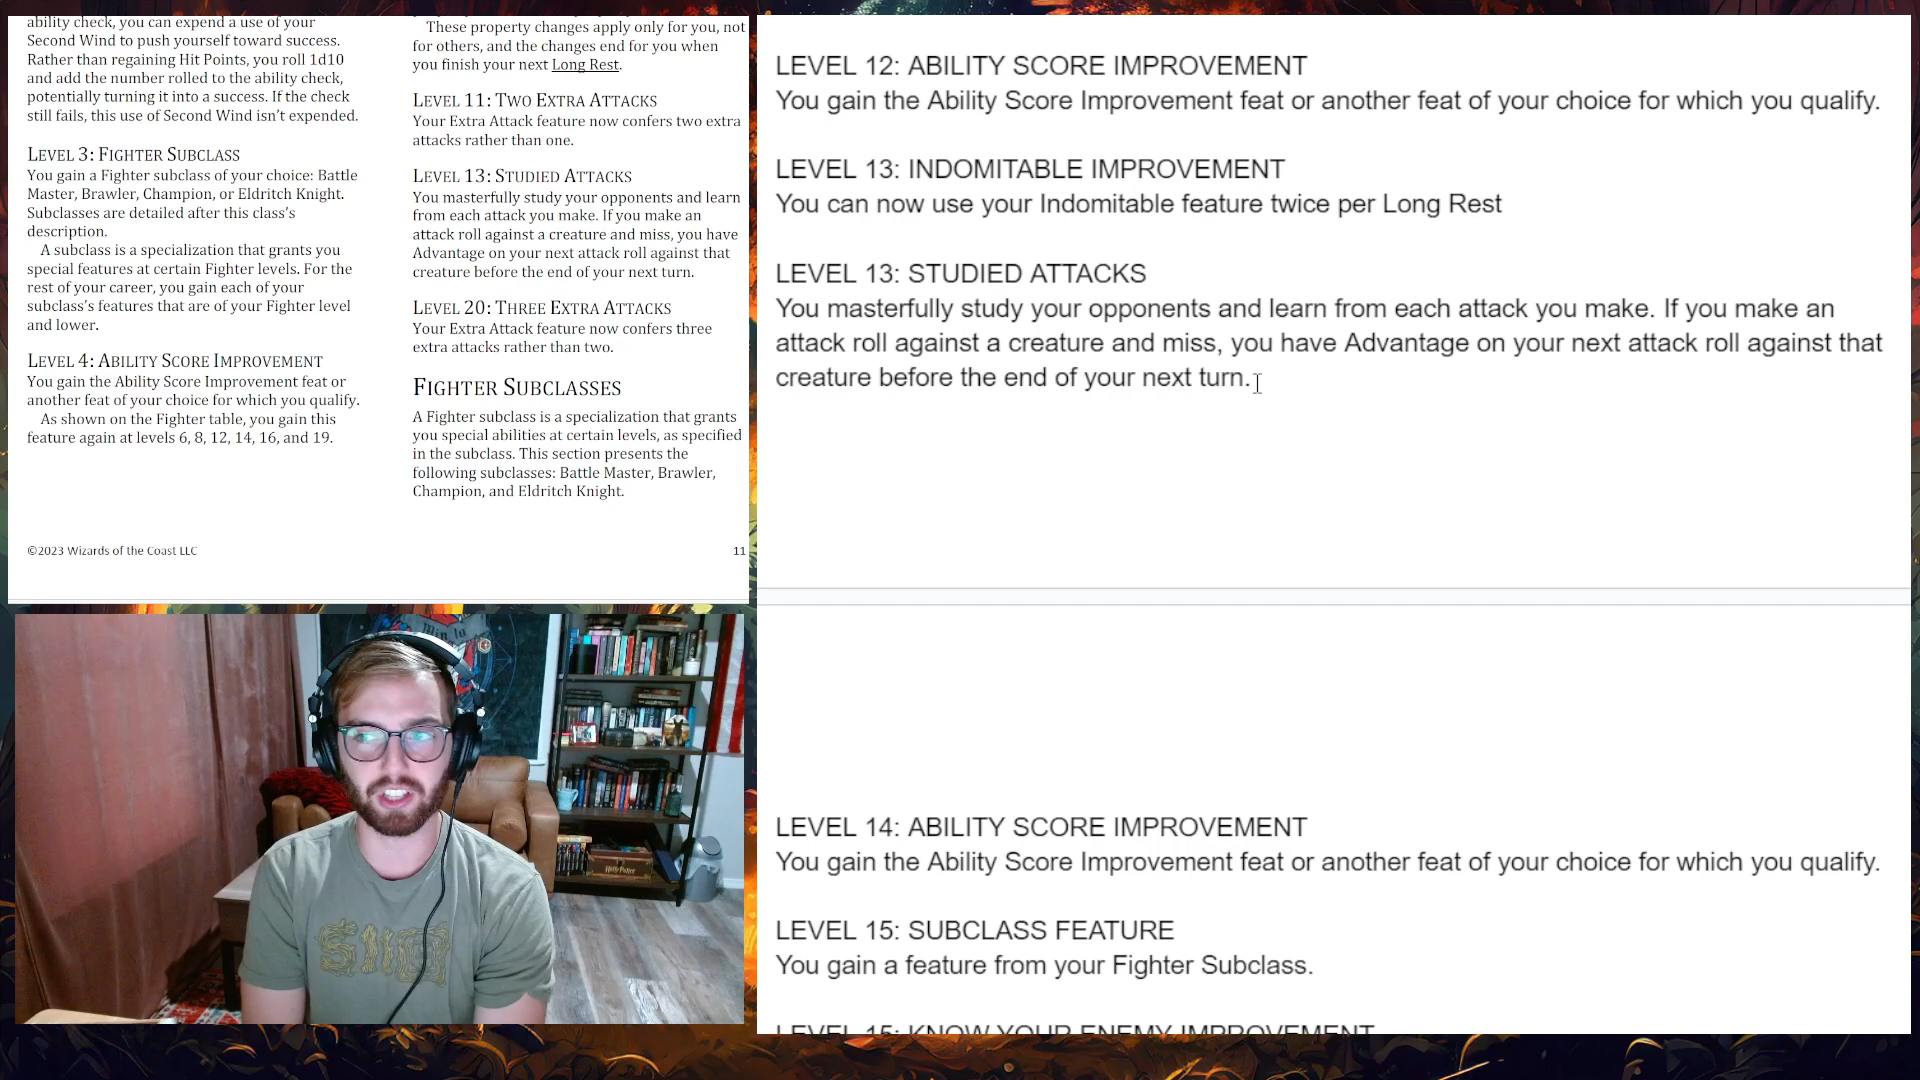 ability check, you can expend a use of your
Second Wind to push yourself toward success.
Rather than regaining Hit Points, you roll 1d10
and add the number rolled to the ability check,
potentially turning it into a success. If the check
still fails, this use of Second Wind isn't expended.
LEVEL 3: FIGHTER SUBCLASS
You gain a Fighter subclass of your choice: Battle
Master, Brawler, Champion, or Eldritch Knight.
Subclasses are detailed after this class's
description.
A subclass is a specialization that grants you
special features at certain Fighter levels. For the
rest of your career, you gain each of your
subclass's features that are of your Fighter level
and lower.
LEVEL 4: ABILITY SCORE IMPROVEMENT
You gain the Ability Score Improvement feat or
another feat of your choice for which you qualify.
As shown on the Fighter table, you gain this
feature again at levels 6, 8, 12, 14, 16, and 19.
These property changes apply only for you, not
for others, and the changes end for you when
you finish your next Long Rest.
LEVEL 11: TWO EXTRA ATTACKS
Your Extra Attack feature now confers two extra
attacks rather than one.
LEVEL 13: STUDIED ATTACKS
You masterfully study your opponents and learn
from each attack you make. If you make an
attack roll against a creature and miss, you have
Advantage on your next attack roll against that
creature before the end of your next turn.
LEVEL 20: THREE EXTRA ATTACKS
Your Extra Attack feature now confers three
extra attacks rather than two.
FIGHTER SUBCLASSES
A Fighter subclass is a specialization that grants
you special abilities at certain levels, as specified
in the subclass. This section presents the
following subclasses: Battle Master, Brawler,
Champion, and Eldritch Knight.
©2023 Wizards of the Coast LLC
11
LEVEL 12: ABILITY SCORE IMPROVEMENT
You gain the Ability Score Improvement feat or another feat of your choice for which you qualify.
LEVEL 13: INDOMITABLE IMPROVEMENT
You can now use your Indomitable feature twice per Long Rest
LEVEL 13: STUDIED ATTACKS
You masterfully study your opponents and learn from each attack you make. If you make an
attack roll against a creature and miss, you have Advantage on your next attack roll against that
creature before the end of your next turn.
LEVEL 14: ABILITY SCORE IMPROVEMENT
You gain the Ability Score Improvement feat or another feat of your choice for which you qualify.
LEVEL 15: SUBCLASS FEATURE
You gain a feature from your Fighter Subclass.
LEVEL 15: KNOW YOUR ENEMY IMPROVEMENT
Harry Potter